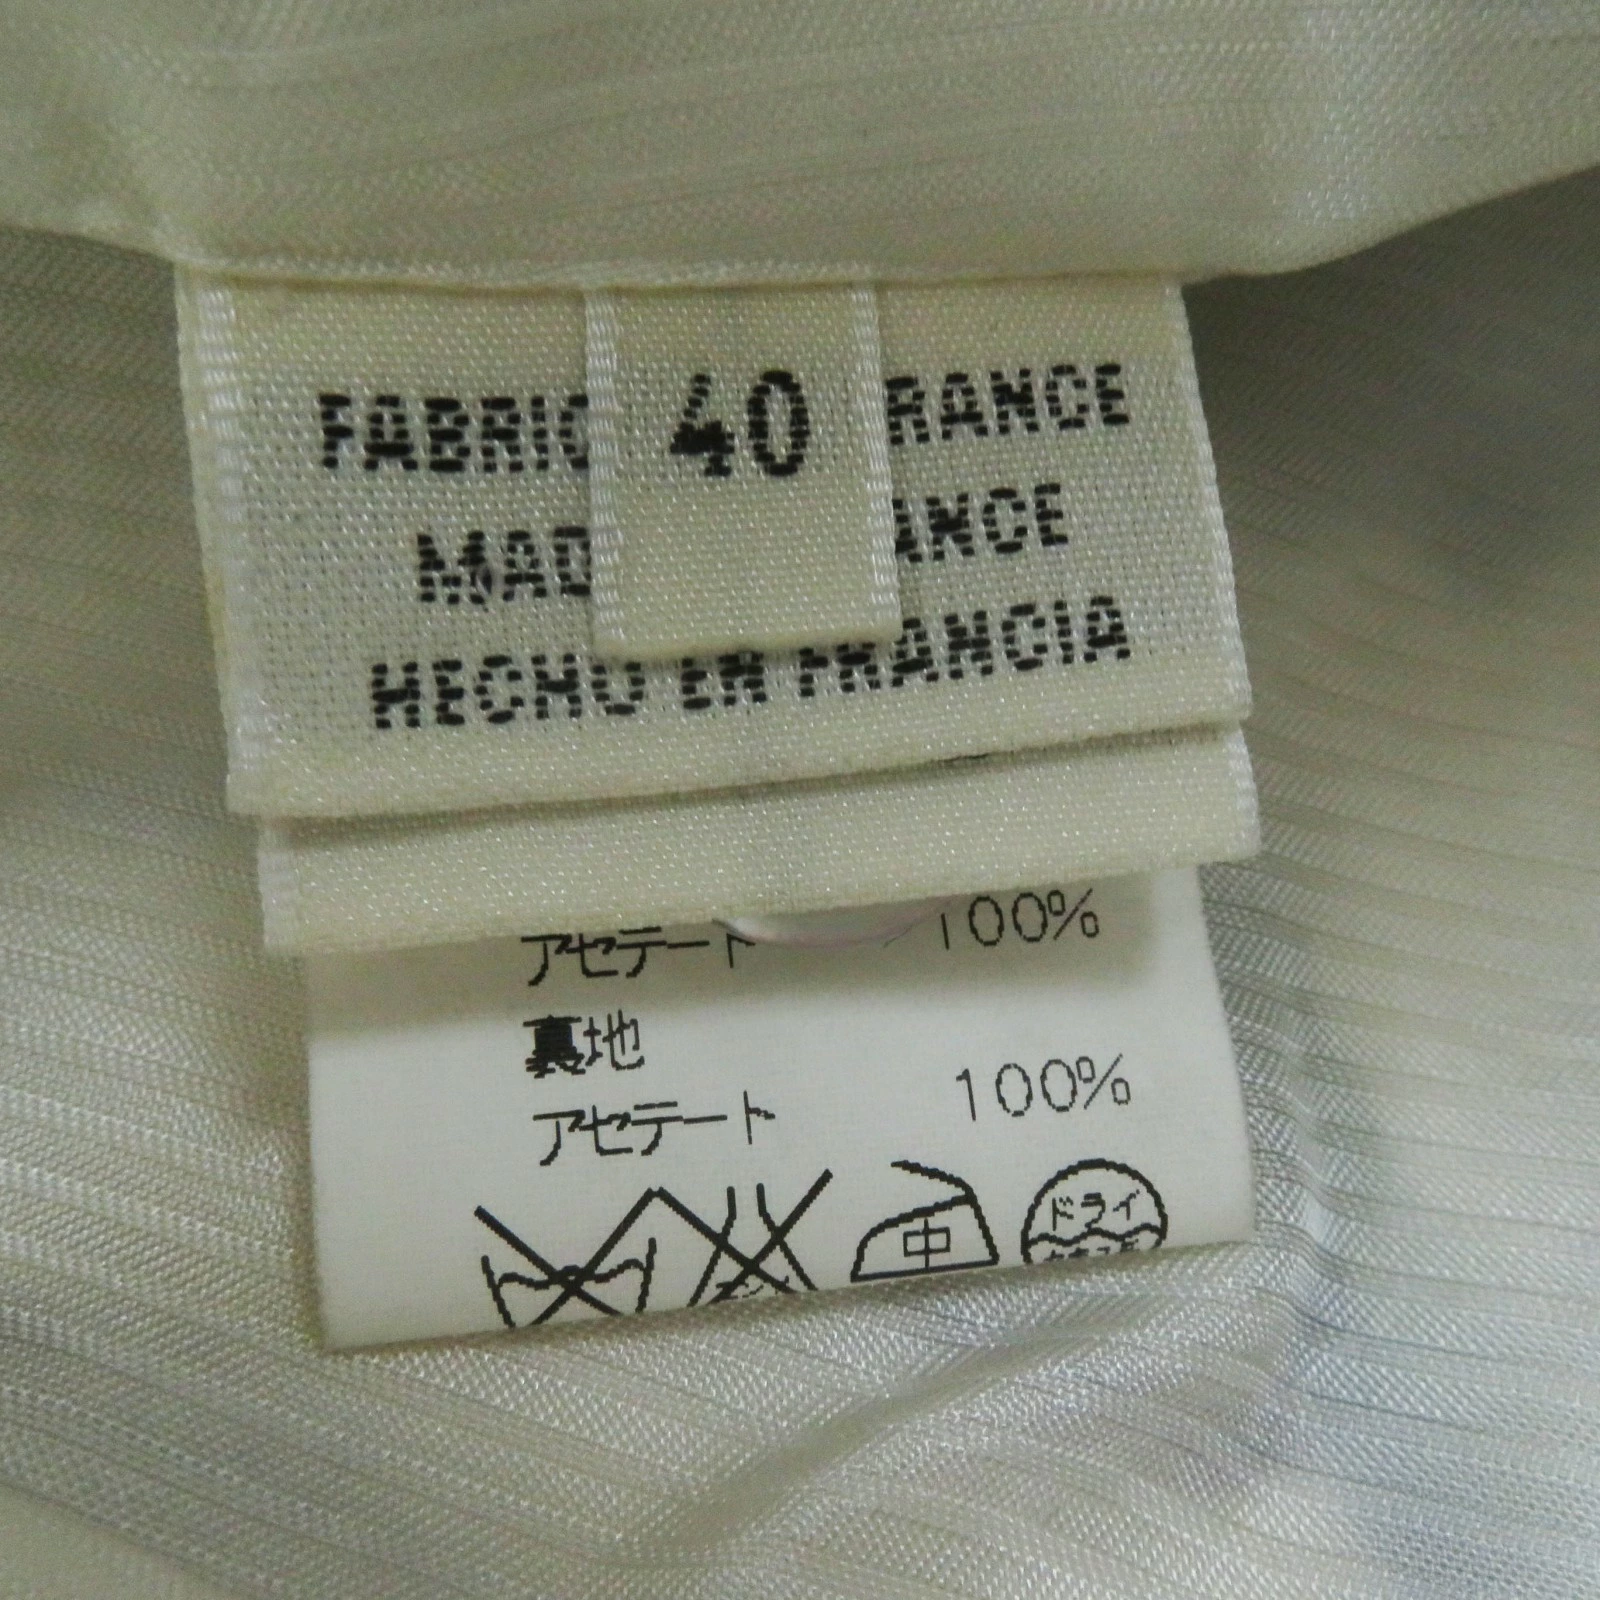 40
FABRIC RANCE
MAD ANCE
HECHO EN FRANCIA
アセテート 100%
裏地
アセテート 100%
中
ドライ